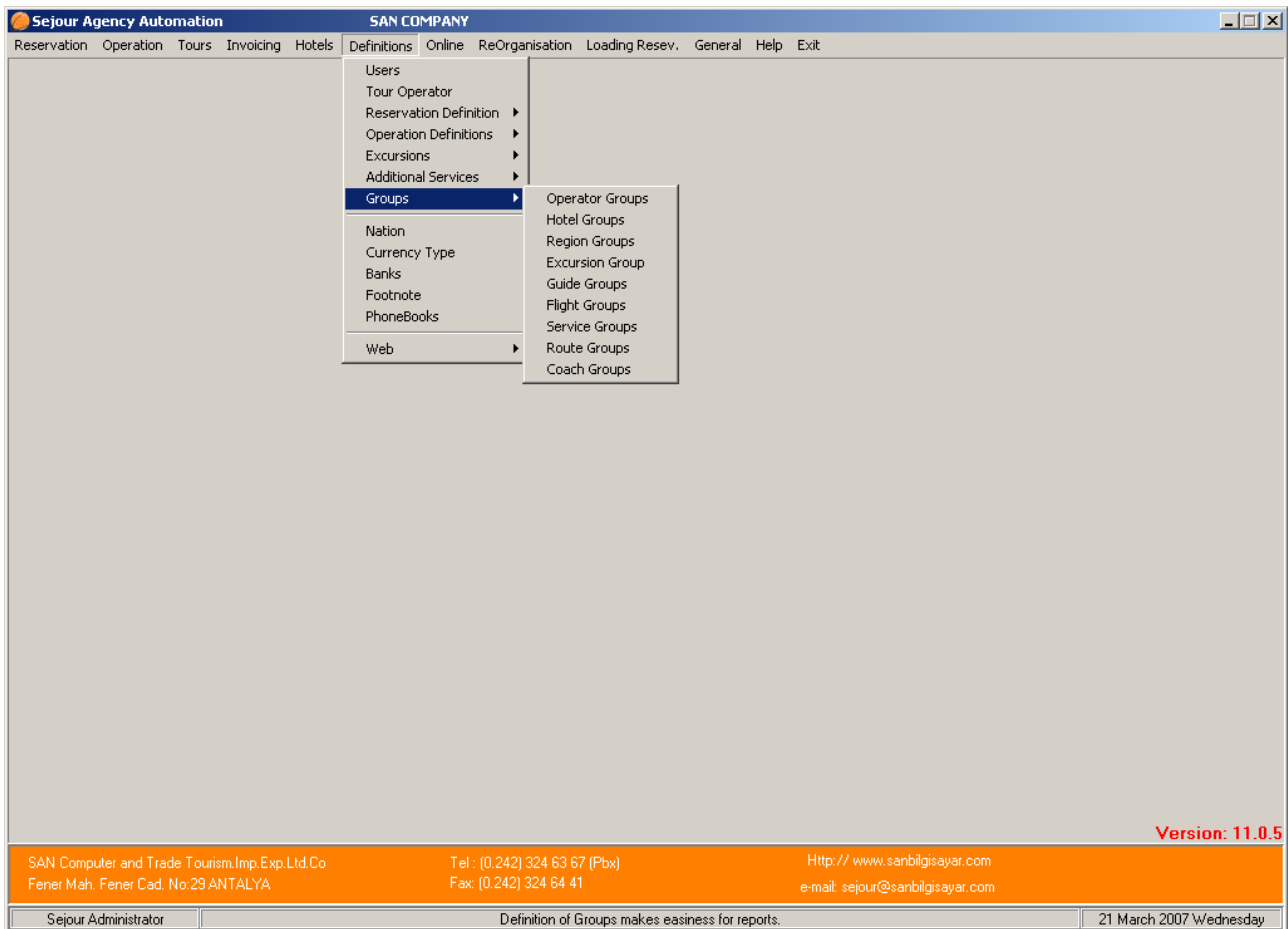 Sejour Agency Automation SAN COMPANY
Reservation Operation Tours Invoicing Hotels Definitions Online ReOrganisation Loading Resev. General Help Exit
Users
Tour Operator
Reservation Definition
Operation Definitions
Excursions
Additional Services
Groups
Nation
Currency Type
Banks
Footnote
PhoneBooks
Web
Operator Groups
Hotel Groups
Region Groups
Excursion Group
Guide Groups
Flight Groups
Service Groups
Route Groups
Coach Groups
Version: 11.0.5
SAN Computer and Trade Tourism.Imp.Exp.Ltd.Co Tel : (0.242) 324 63 67 (Pbx) Http:// www.sanbilgisayar.com
Fener Mah. Fener Cad. No:29 ANTALYA Fax: (0.242) 324 64 41 e-mail: sejour@sanbilgisayar.com
Sejour Administrator Definition of Groups makes easiness for reports. 21 March 2007 Wednesday